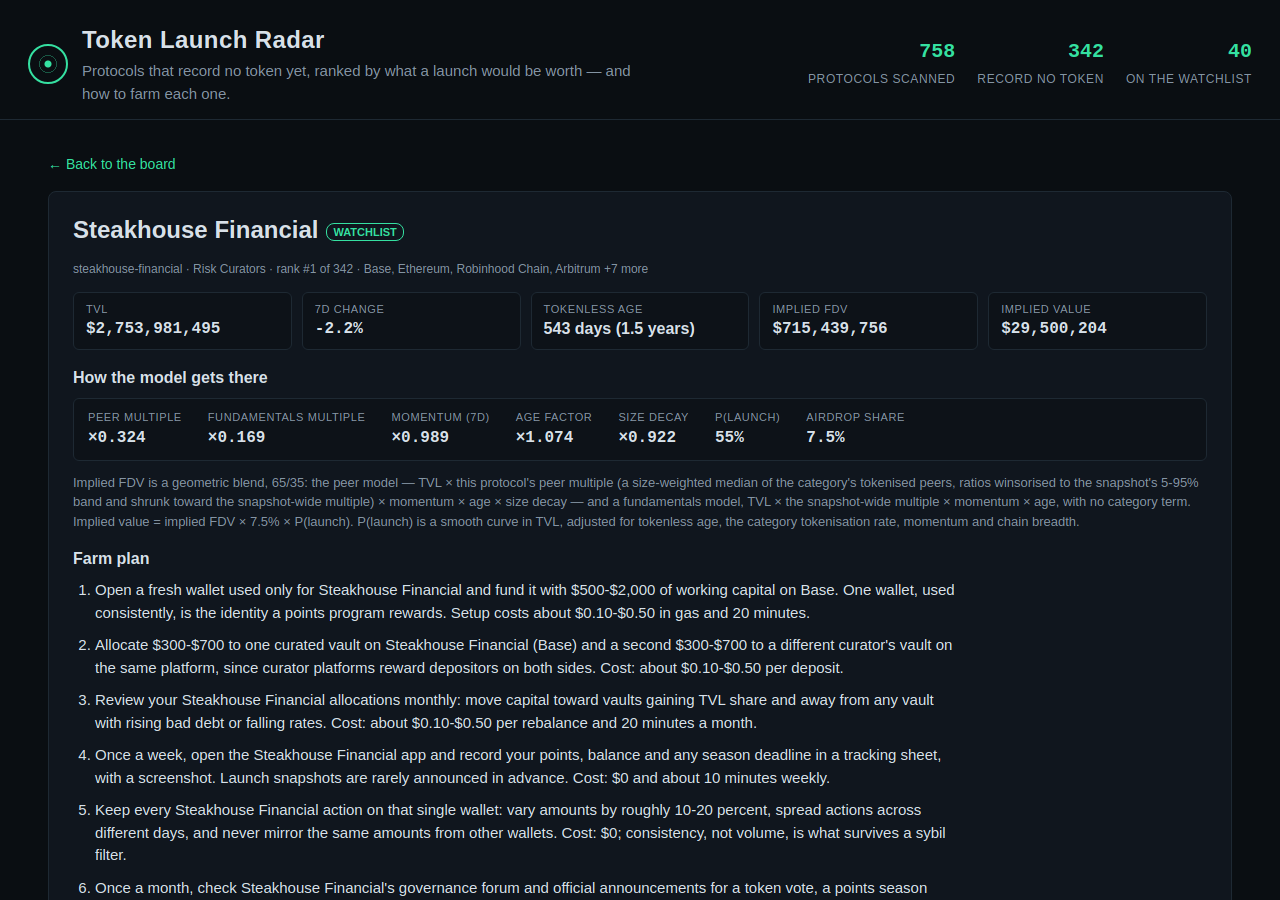 Token Launch Radar
Protocols that record no token yet, ranked by what a launch would be worth — and
how to farm each one.
758
PROTOCOLS SCANNED
342
RECORD NO TOKEN
40
ON THE WATCHLIST
← Back to the board
Steakhouse Financial WATCHLIST
steakhouse-financial · Risk Curators · rank #1 of 342 · Base, Ethereum, Robinhood Chain, Arbitrum +7 more
TVL
$2,753,981,495
7D CHANGE
-2.2%
TOKENLESS AGE
543 days (1.5 years)
IMPLIED FDV
$715,439,756
IMPLIED VALUE
$29,500,204
How the model gets there
PEER MULTIPLE
×0.324
FUNDAMENTALS MULTIPLE
×0.169
MOMENTUM (7D)
×0.989
AGE FACTOR
×1.074
SIZE DECAY
×0.922
P(LAUNCH)
55%
AIRDROP SHARE
7.5%
Implied FDV is a geometric blend, 65/35: the peer model — TVL × this protocol's peer multiple (a size-weighted median of the category's tokenised peers, ratios winsorised to the snapshot's 5-95%
band and shrunk toward the snapshot-wide multiple) × momentum × age × size decay — and a fundamentals model, TVL × the snapshot-wide multiple × momentum × age, with no category term.
Implied value = implied FDV × 7.5% × P(launch). P(launch) is a smooth curve in TVL, adjusted for tokenless age, the category tokenisation rate, momentum and chain breadth.
Farm plan
1. Open a fresh wallet used only for Steakhouse Financial and fund it with $500-$2,000 of working capital on Base. One wallet, used
consistently, is the identity a points program rewards. Setup costs about $0.10-$0.50 in gas and 20 minutes.
2. Allocate $300-$700 to one curated vault on Steakhouse Financial (Base) and a second $300-$700 to a different curator's vault on
the same platform, since curator platforms reward depositors on both sides. Cost: about $0.10-$0.50 per deposit.
3. Review your Steakhouse Financial allocations monthly: move capital toward vaults gaining TVL share and away from any vault
with rising bad debt or falling rates. Cost: about $0.10-$0.50 per rebalance and 20 minutes a month.
4. Once a week, open the Steakhouse Financial app and record your points, balance and any season deadline in a tracking sheet,
with a screenshot. Launch snapshots are rarely announced in advance. Cost: $0 and about 10 minutes weekly.
5. Keep every Steakhouse Financial action on that single wallet: vary amounts by roughly 10-20 percent, spread actions across
different days, and never mirror the same amounts from other wallets. Cost: $0; consistency, not volume, is what survives a sybil
filter.
6. Once a month, check Steakhouse Financial's governance forum and official announcements for a token vote, a points season